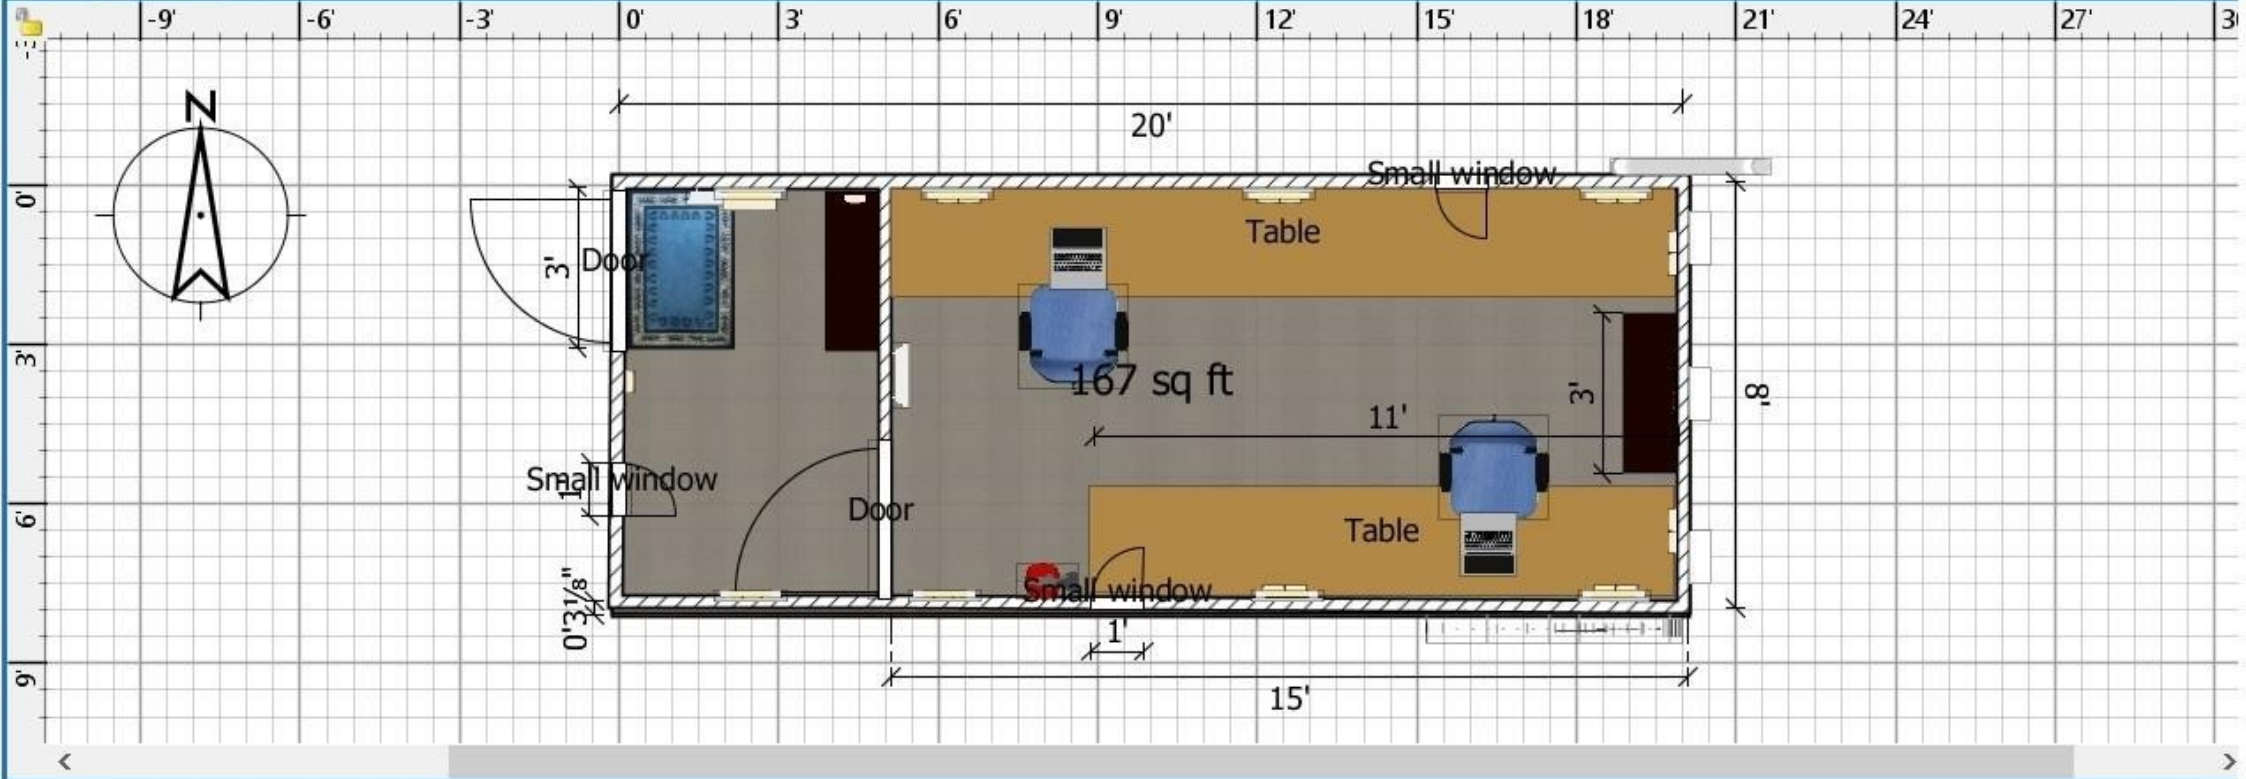 -9'
-6'
-3'
0'
3'
6'
9'
12'
15'
18'
21'
24'
27'
N
20'
Small window
0'
Table
Door
3'
3'
167 sq ft
3'
8'
11'
Small window
1'
Door
Table
6'
Small window
0'3⅛"
1'
9'
15'